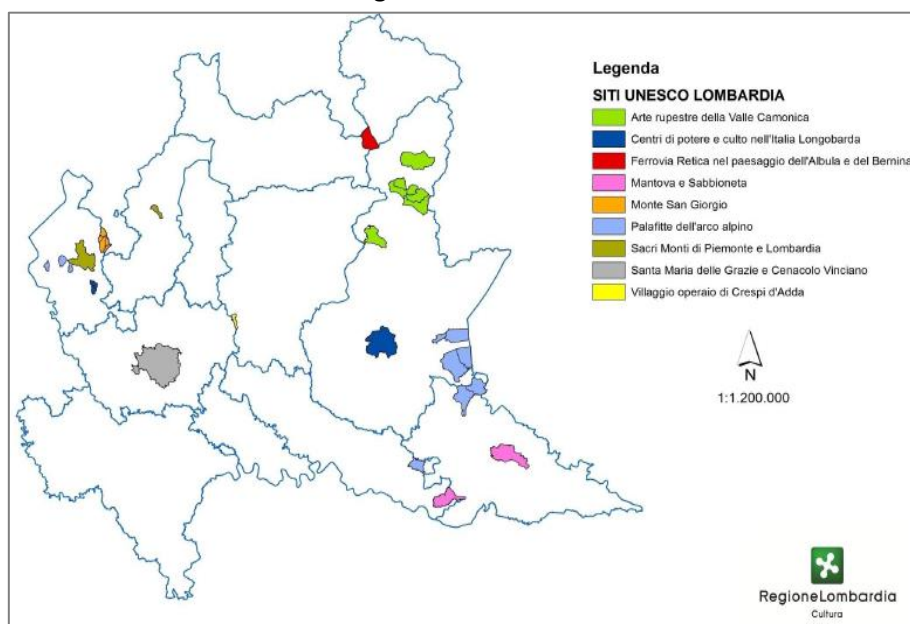 Legenda
SITI UNESCO LOMBARDIA
Arte rupestre della Valle Camonica
Centri di potere e culto nell'Italia Longobarda
Ferrovia Retica nel paesaggio dell'Albula e del Bernina
Mantova e Sabbioneta
Monte San Giorgio
Palafitte dell'arco alpino
Sacri Monti di Piemonte e Lombardia
Santa Maria delle Grazie e Cenacolo Vinciano
Villaggio operaio di Crespi d'Adda
N
1:1.200.000
RegioneLombardia
Cultura